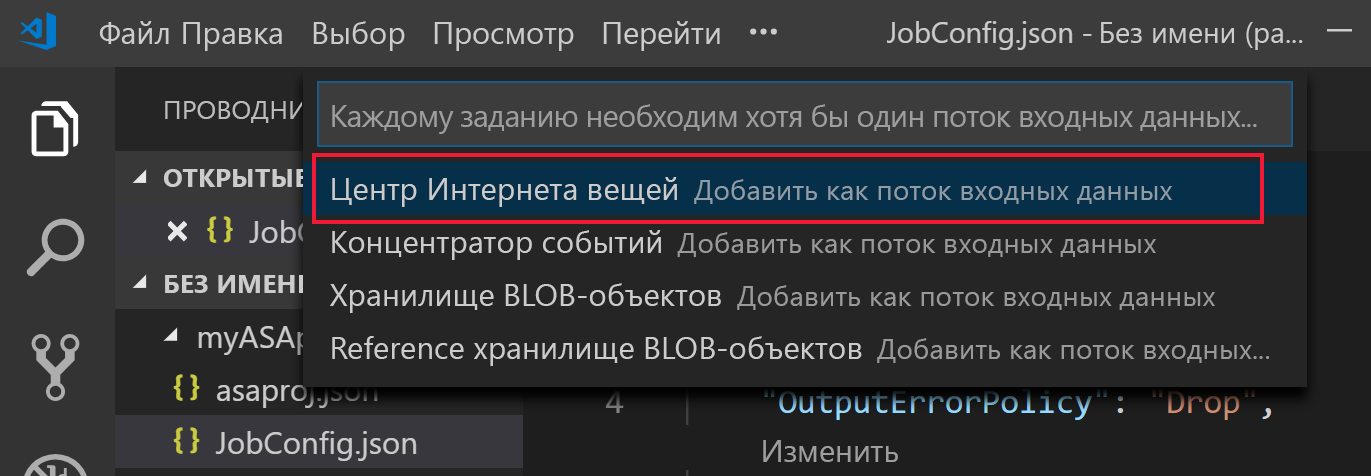 Файл Правка Выбор Просмотр Перейти ··· JobConfig.json - Без имени (ра...
ПРОВОДНИ
Каждому заданию необходим хотя бы один поток входных данных...
ОТКРЫТЫЕ
Центр Интернета вещей Добавить как поток входных данных
{} Job
Концентратор событий Добавить как поток входных данных
БЕЗ ИМЕНИ
Хранилище BLOB-объектов Добавить как поток входных данных
myASAp
Reference хранилище BLOB-объектов Добавить как поток входных...
{} asaproj.json
4 "OutputErrorPolicy": "Drop",
{} JobConfig.json
Изменить